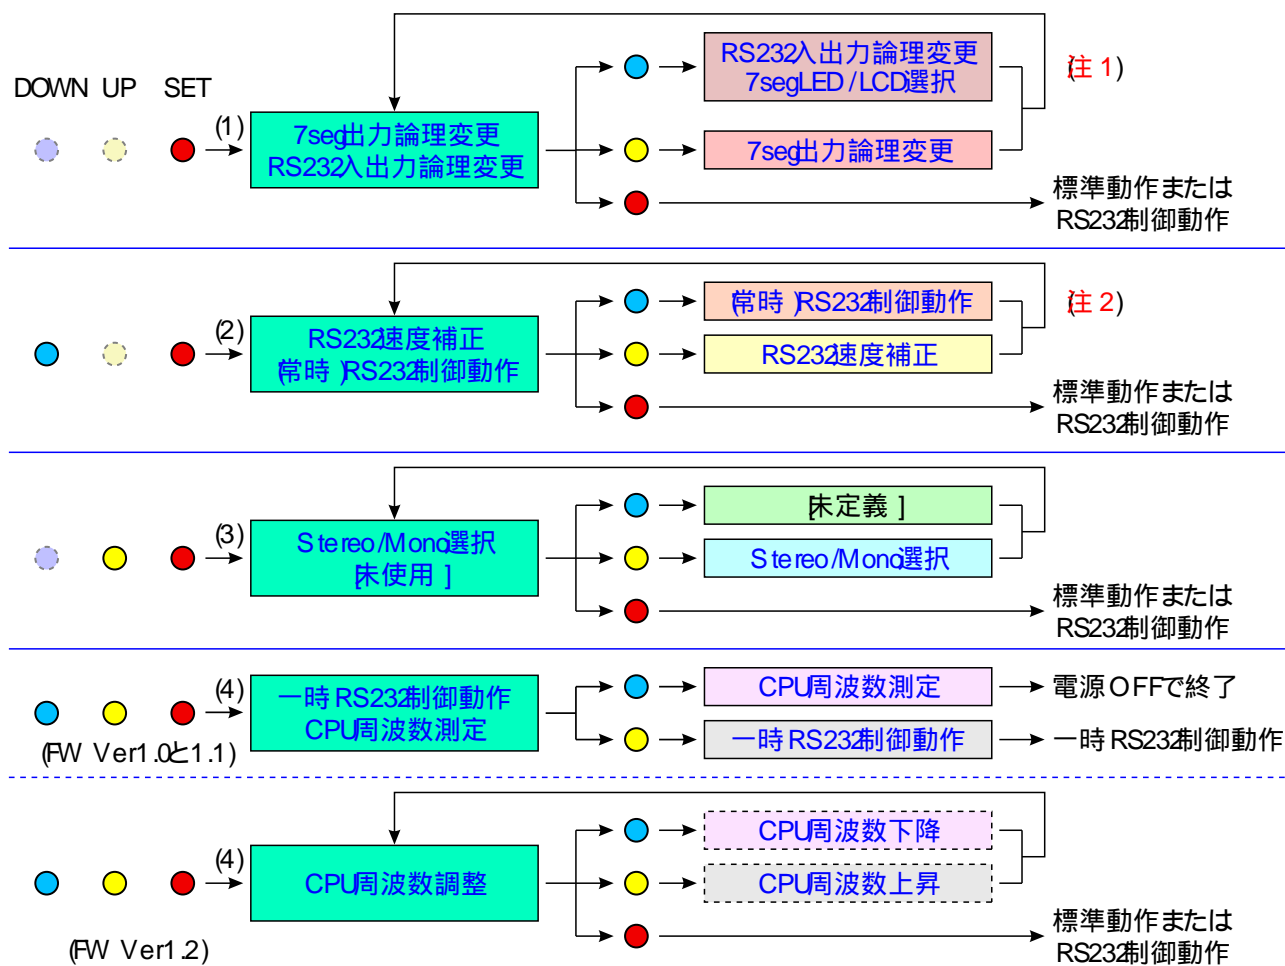 DOWN UP SET
(1)
7seg出力論理変更
RS232入出力論理変更
RS232入出力論理変更
7segLED/LCD選択
(注1)
7seg出力論理変更
標準動作または
RS232制御動作
(2)
RS232速度補正
(常時)RS232制御動作
(常時)RS232制御動作
(注2)
RS232速度補正
標準動作または
RS232制御動作
(3)
Stereo/Mono選択
[未使用]
[未定義]
Stereo/Mono選択
標準動作または
RS232制御動作
(4)
(FW Ver1.0と1.1)
一時RS232制御動作
CPU周波数測定
CPU周波数測定
電源OFFで終了
一時RS232制御動作
一時RS232制御動作
(4)
(FW Ver1.2)
CPU周波数調整
CPU周波数下降
CPU周波数上昇
標準動作または
RS232制御動作